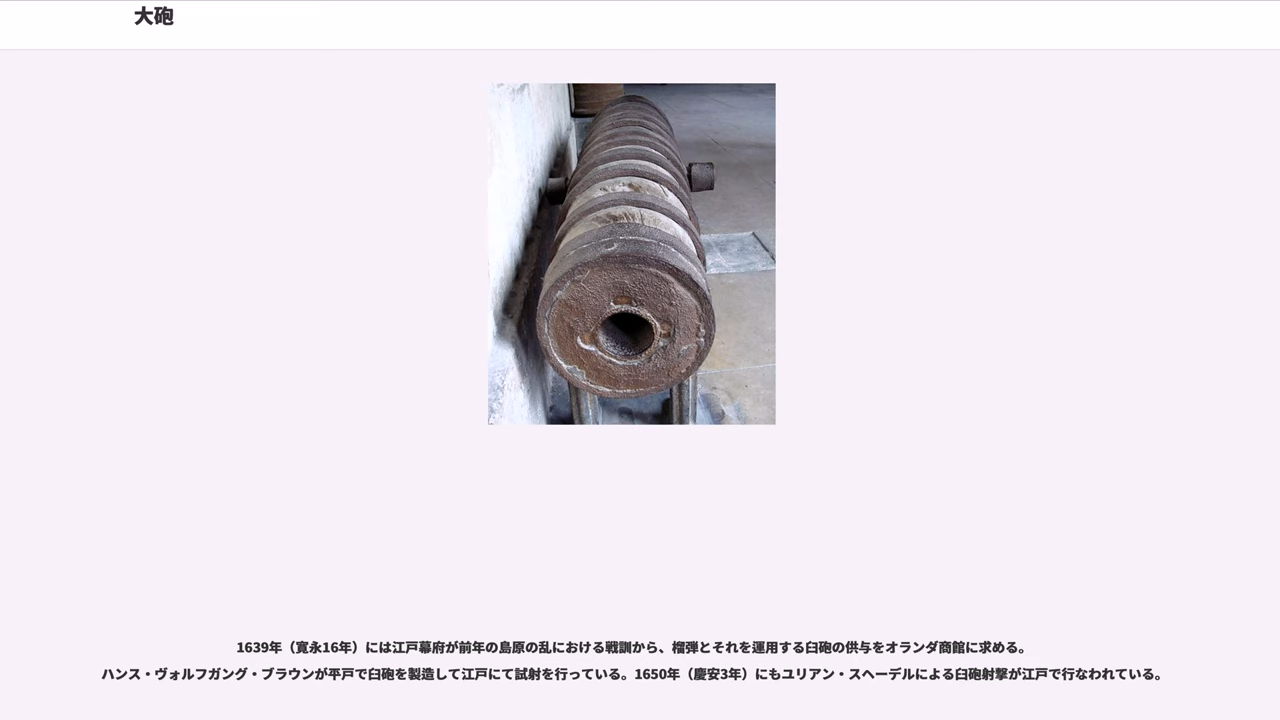 大砲
1639年（寛永16年）には江戸幕府が前年の島原の乱における戦訓から、榴弾とそれを運用する臼砲の供与をオランダ商館に求める。
ハンス・ヴォルフガング・ブラウンが平戸で臼砲を製造して江戸にて試射を行っている。1650年（慶安3年）にもユリアン・スヘーデルによる臼砲射撃が江戸で行なわれている。